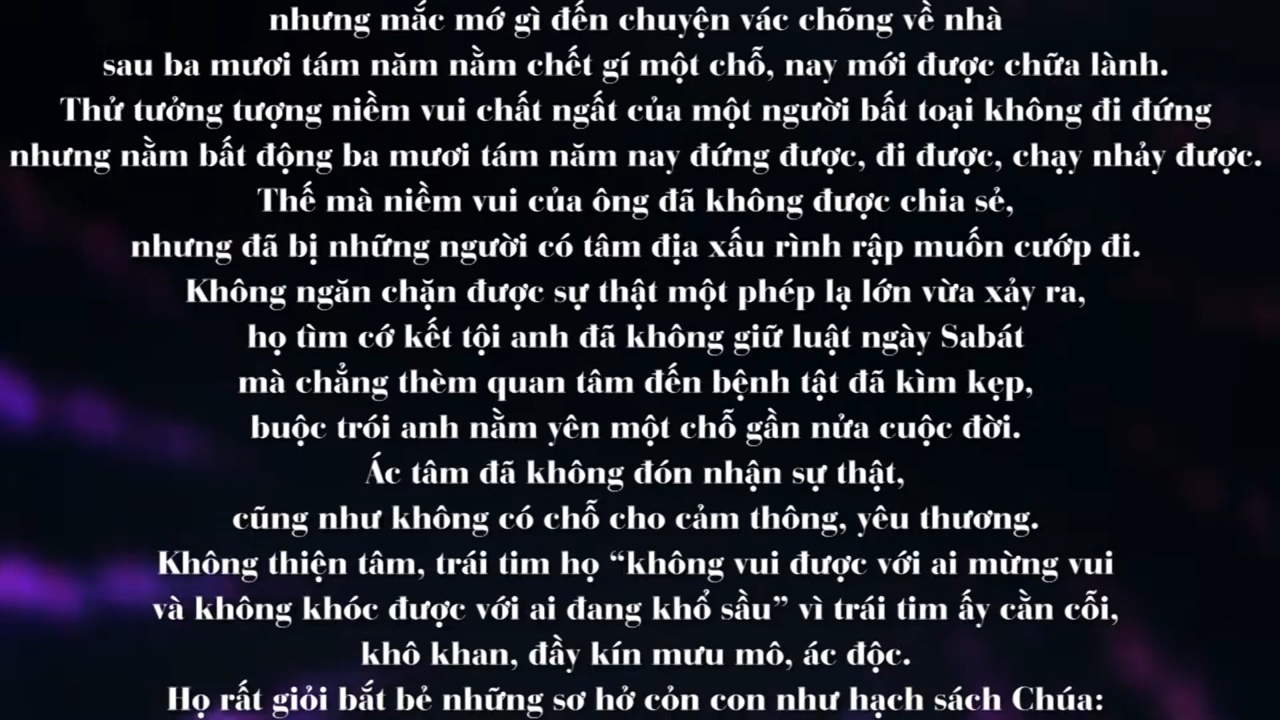 nhưng mắc mớ gì đến chuyện vác chõng về nhà
sau ba mươi tám năm nằm chết gí một chỗ, nay mới được chữa lành.
Thử tưởng tượng niềm vui chất ngất của một người bất toại không đi đứng
nhưng nằm bất động ba mươi tám năm nay đứng được, đi được, chạy nhảy được.
Thế mà niềm vui của ông đã không được chia sẻ,
nhưng đã bị những người có tâm địa xấu rình rập muốn cướp đi.
Không ngăn chặn được sự thật một phép lạ lớn vừa xảy ra,
họ tìm cớ kết tội anh đã không giữ luật ngày Sabát
mà chẳng thèm quan tâm đến bệnh tật đã kìm kẹp,
buộc trói anh nằm yên một chỗ gần nửa cuộc đời.
Ác tâm đã không đón nhận sự thật,
cũng như không có chỗ cho cảm thông, yêu thương.
Không thiện tâm, trái tim họ “không vui được với ai mừng vui
và không khóc được với ai đang khổ sầu” vì trái tim ấy cằn cỗi,
khô khan, đầy kín mưu mô, ác độc.
Họ rất giỏi bắt bẻ những sơ hở cỏn con như hạch sách Chúa: